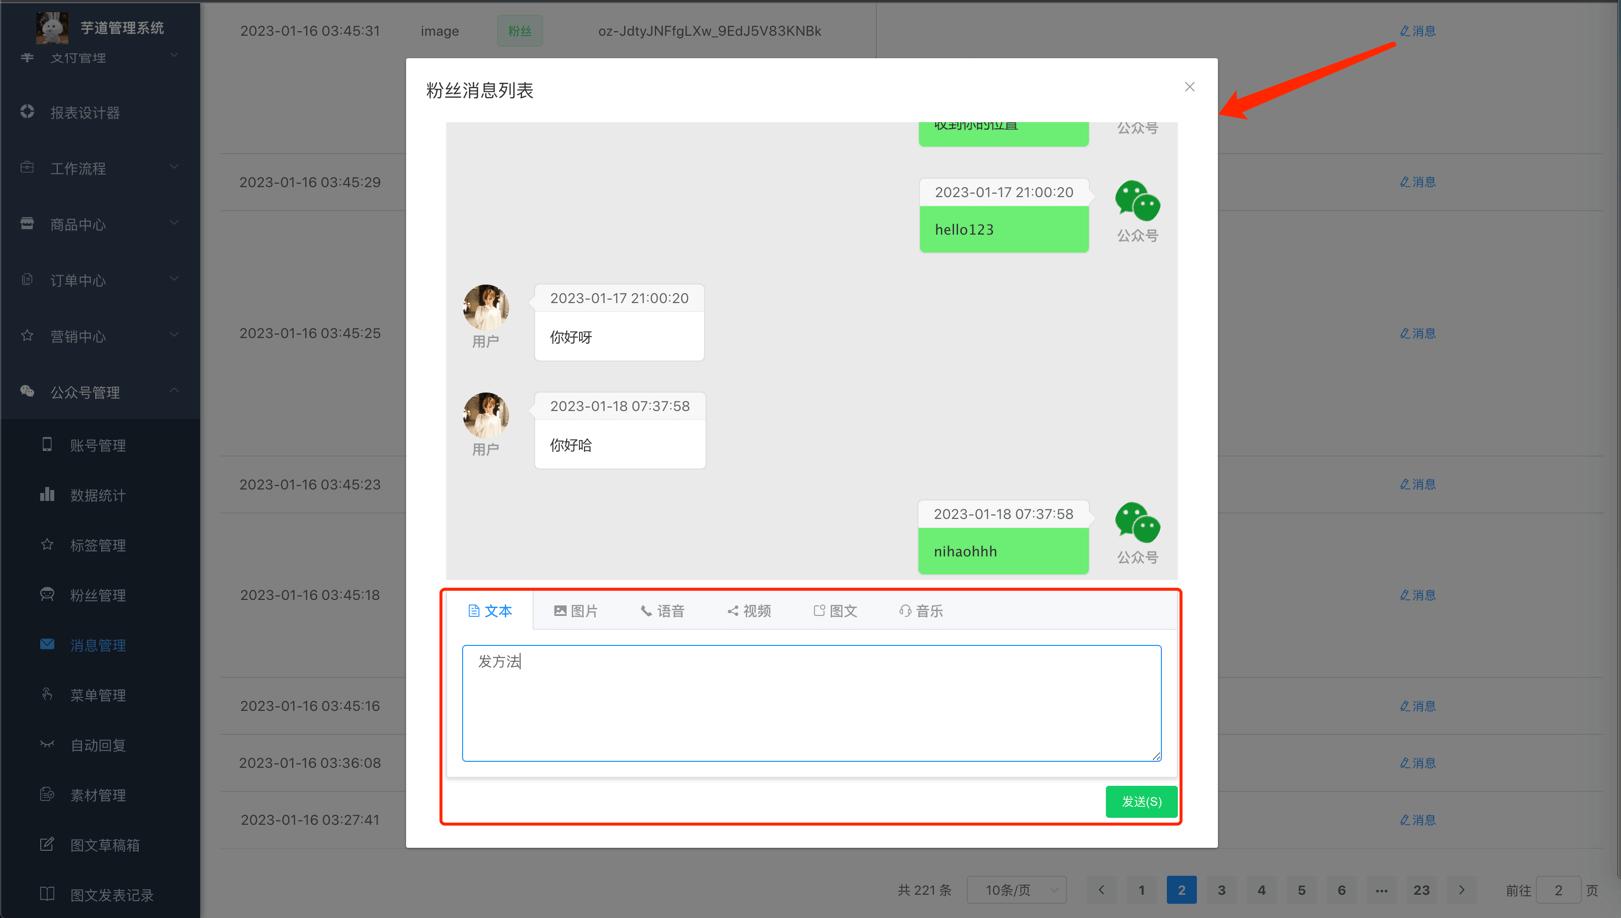 芋道管理系统
支付管理
报表设计器
工作流程
商品中心
订单中心
营销中心
公众号管理
账号管理
数据统计
标签管理
粉丝管理
消息管理
菜单管理
自动回复
素材管理
图文草稿箱
图文发表记录
2023-01-16 03:45:31 image 粉丝 oz-JdtyJNFfgLXw_9EdJ5V83KNBk 消息
2023-01-16 03:45:29 消息
2023-01-16 03:45:25 消息
2023-01-16 03:45:23 消息
2023-01-16 03:45:18 消息
2023-01-16 03:45:16 消息
2023-01-16 03:36:08 消息
2023-01-16 03:27:41 消息
粉丝消息列表
收到你的位置
公众号
2023-01-17 21:00:20
hello123
公众号
2023-01-17 21:00:20
你好呀
用户
2023-01-18 07:37:58
你好哈
用户
2023-01-18 07:37:58
nihaohhh
公众号
文本 图片 语音 视频 图文 音乐
发方法
发送(S)
共 221 条 10条/页 1 2 3 4 5 6 ··· 23 前往 2 页